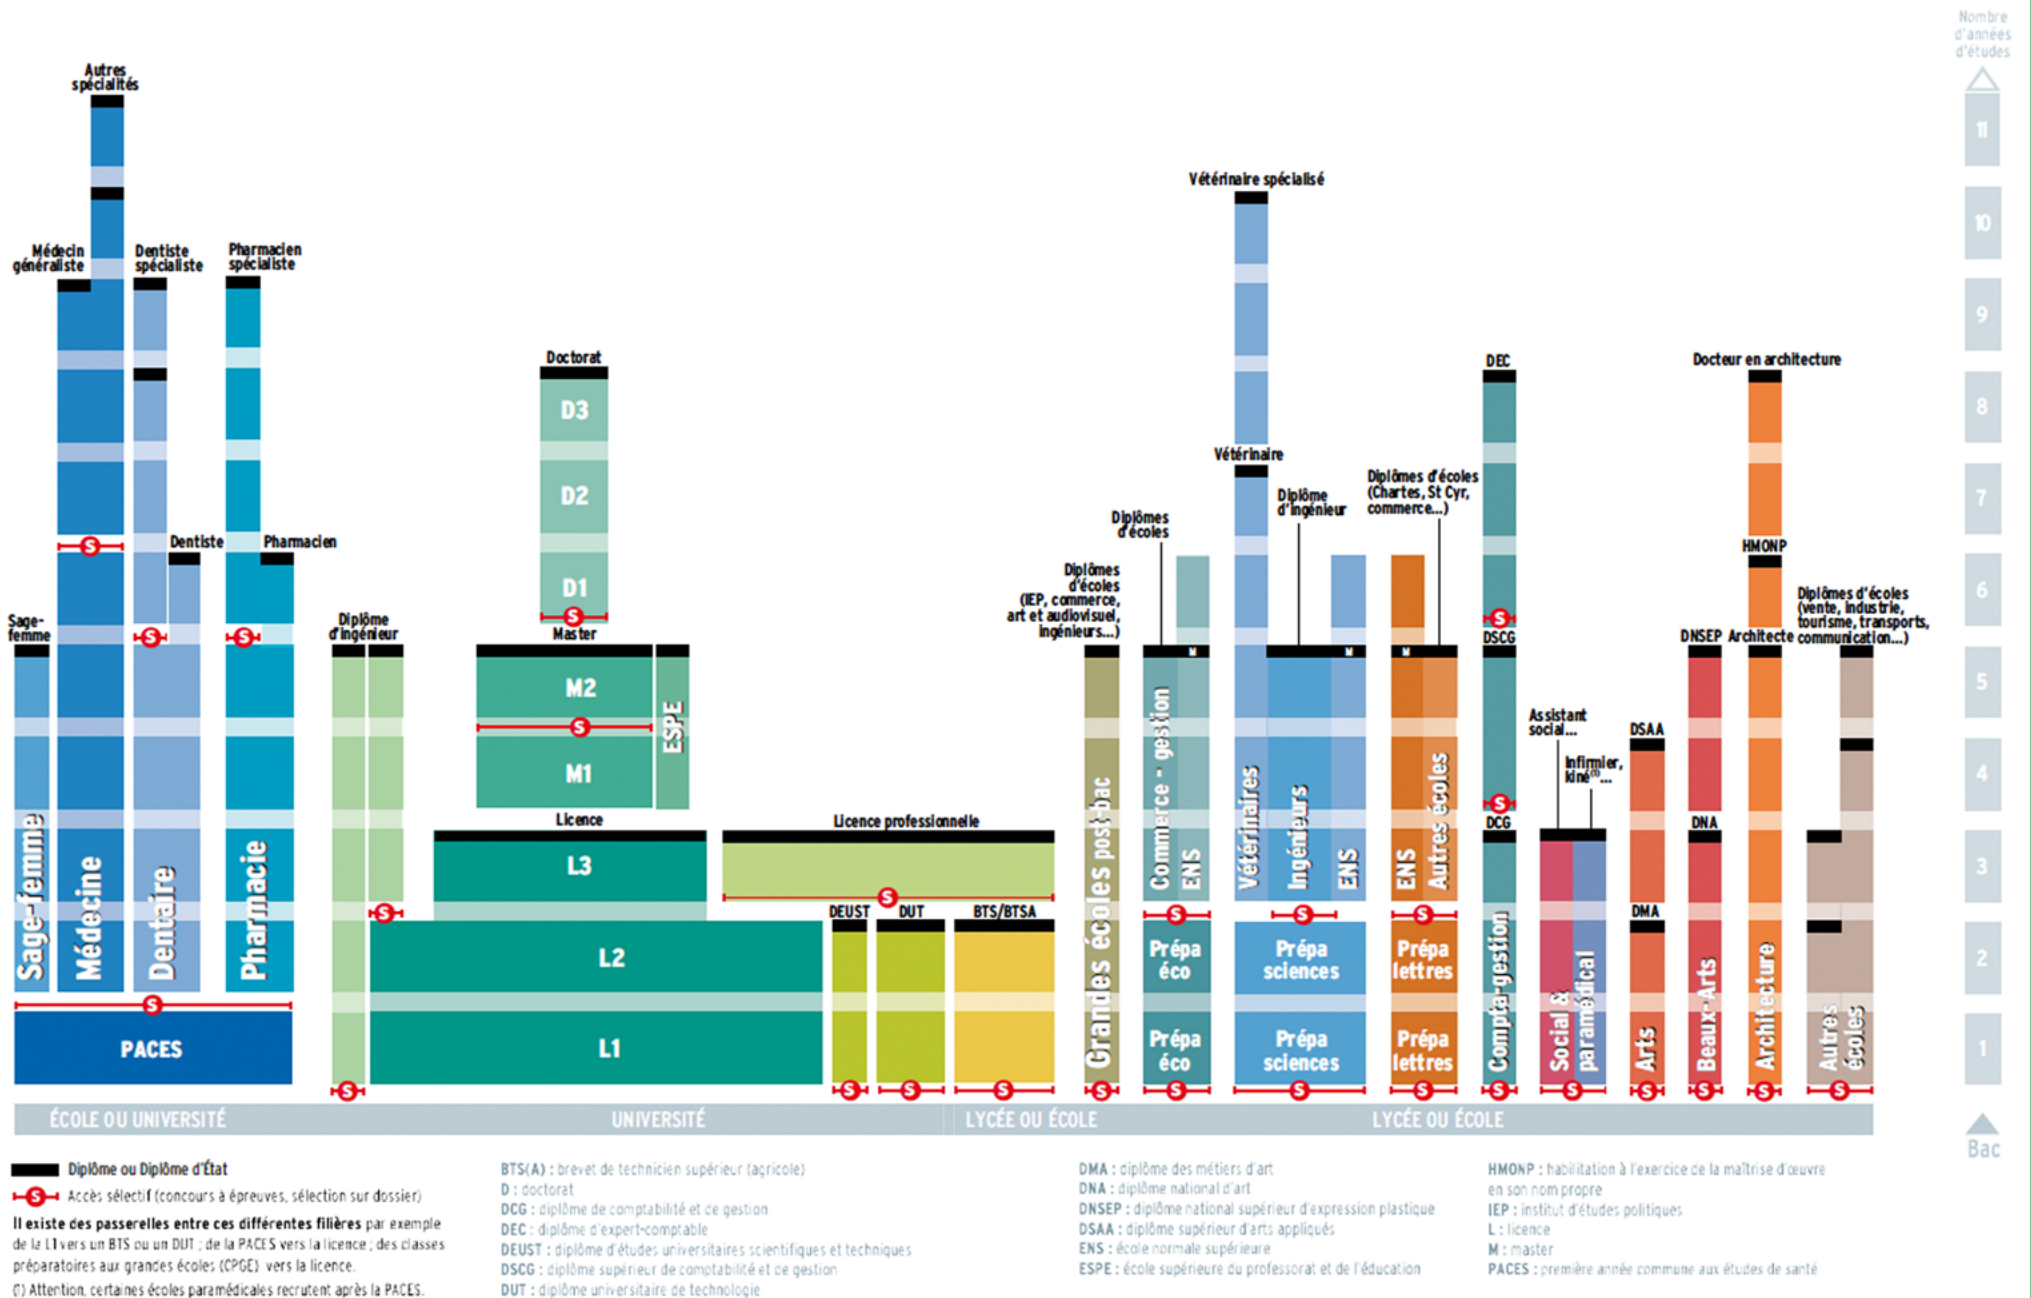 Nombre
d'années
d'études
11
10
9
8
7
6
5
4
3
2
1
Bac
Autres
spécialités
Médecin
généraliste
Dentiste
spécialiste
Pharmacien
spécialiste
Dentiste
Pharmacien
Sage-
femme
Sage-femme
Médecine
Dentaire
Pharmacie
S
S
S
S
PACES
Diplôme
d'ingénieur
S
S
Doctorat
D3
D2
D1
S
Master
M2
S
M1
ESPE
Licence
L3
L2
L1
Licence professionnelle
S
DEUST
DUT
BTS/BTSA
S
S
S
Diplômes
d'écoles
(IEP, commerce,
art et audiovisuel,
ingénieurs...)
Grandes écoles post-bac
S
Diplômes
d'écoles
M
Commerce - gestion
ENS
S
Prépa
éco
Prépa
éco
S
Vétérinaire spécialisé
Vétérinaire
Diplôme
d'ingénieur
M
Vétérinaires
Ingénieurs
ENS
S
Prépa
sciences
Prépa
sciences
S
Diplômes d'écoles
(Chartes, St Cyr,
commerce...)
M
ENS
Autres écoles
S
Prépa
lettres
Prépa
lettres
S
DEC
S
DSCG
S
DCG
Compta-gestion
S
Assistant
social...
Infirmier,
kiné(1)...
Social &
paramédical
S
DSAA
DMA
Arts
S
DNSEP
DNA
Beaux-Arts
S
Docteur en architecture
HMONP
Architecte
Architecture
S
Diplômes d'écoles
(vente, industrie,
tourisme, transports,
communication...)
Autres
écoles
S
ÉCOLE OU UNIVERSITÉ
UNIVERSITÉ
LYCÉE OU ÉCOLE
LYCÉE OU ÉCOLE
Diplôme ou Diplôme d'État
S Accès sélectif (concours à épreuves, sélection sur dossier)
Il existe des passerelles entre ces différentes filières par exemple
de la L1 vers un BTS ou un DUT ; de la PACES vers la licence ; des classes
préparatoires aux grandes écoles (CPGE) vers la licence.
(1) Attention, certaines écoles paramédicales recrutent après la PACES.
BTS(A) : brevet de technicien supérieur (agricole)
D : doctorat
DCG : diplôme de comptabilité et de gestion
DEC : diplôme d'expert-comptable
DEUST : diplôme d'études universitaires scientifiques et techniques
DSCG : diplôme supérieur de comptabilité et de gestion
DUT : diplôme universitaire de technologie
DMA : diplôme des métiers d'art
DNA : diplôme national d'art
DNSEP : diplôme national supérieur d'expression plastique
DSAA : diplôme supérieur d'arts appliqués
ENS : école normale supérieure
ESPE : école supérieure du professorat et de l'éducation
HMONP : habilitation à l'exercice de la maîtrise d'œuvre
en son nom propre
IEP : institut d'études politiques
L : licence
M : master
PACES : première année commune aux études de santé